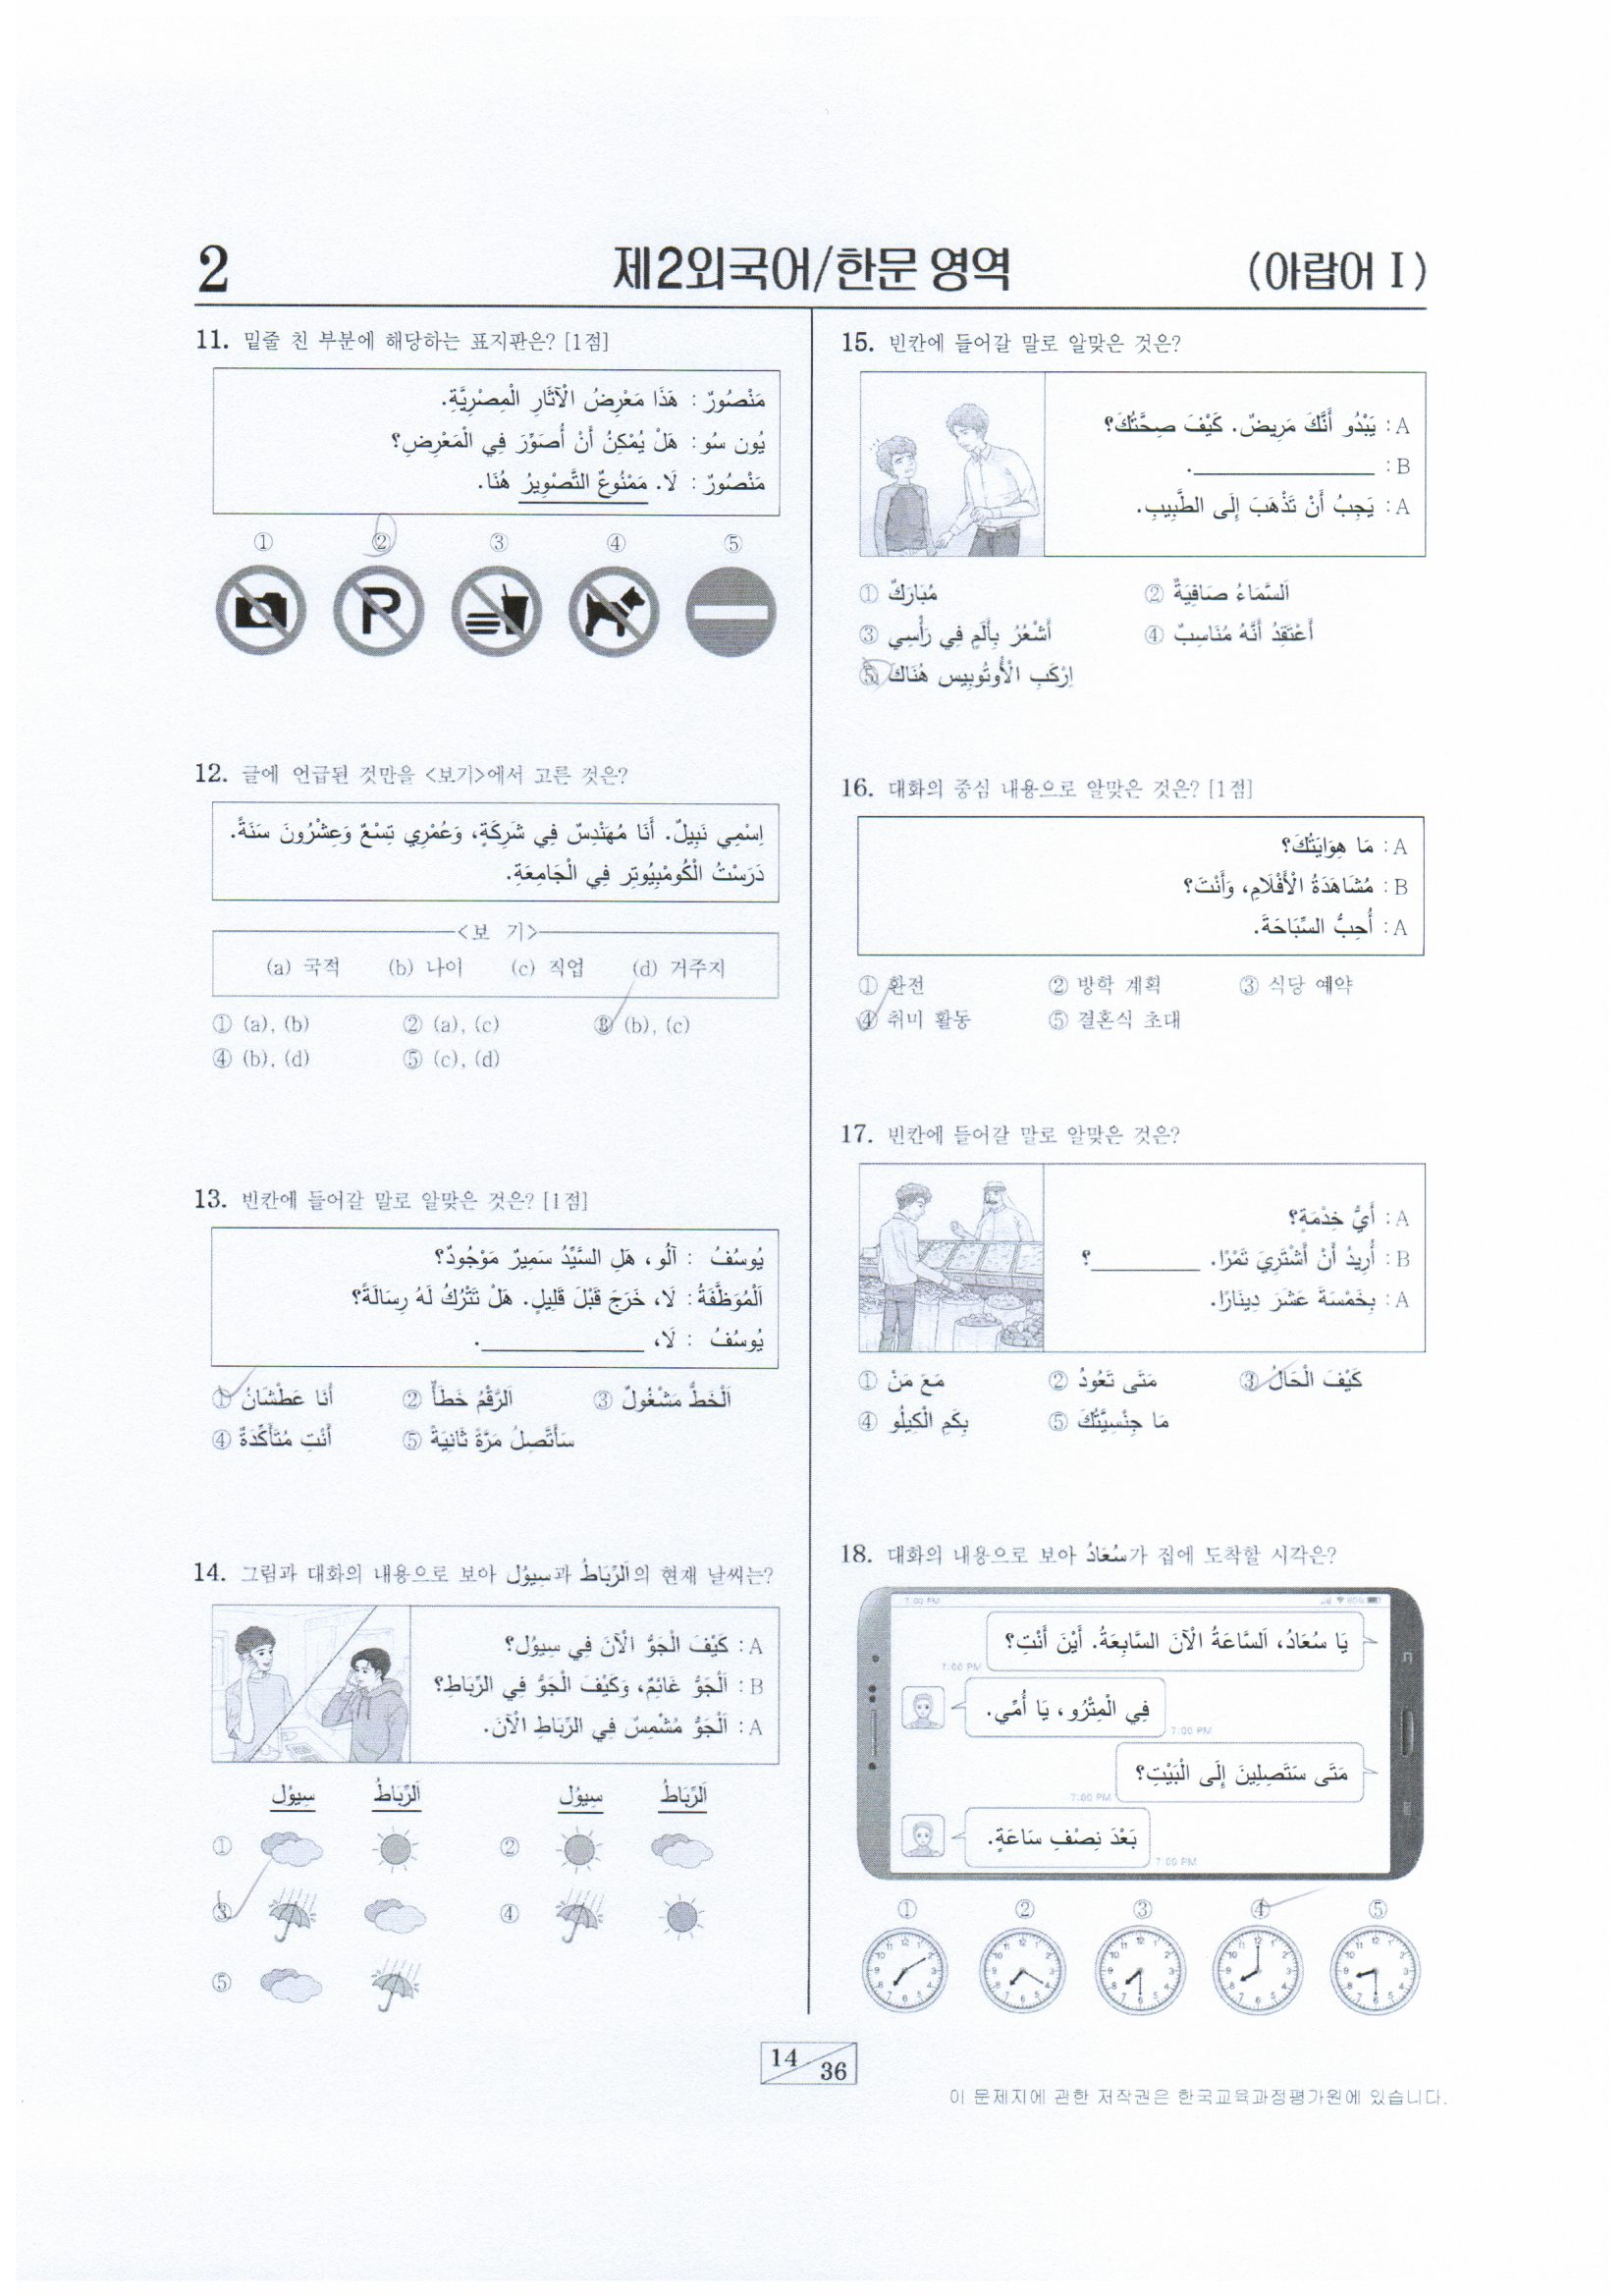 2
제2외국어/한문 영역
(아랍어 I)
11. 밑줄 친 부분에 해당하는 표지판은? [1점]
مَنْصُورٌ : هَذَا مَعْرِضُ الْآثَارِ الْمِصْرِيَّةِ.
يُون سُو : هَلْ يُمْكِنُ أَنْ أُصَوِّرَ فِي الْمَعْرِضِ؟
مَنْصُورٌ : لَا. مَمْنُوعٌ التَّصْوِيرُ هُنَا.
① ② ③ ④ ⑤
P
12. 글에 언급된 것만을 <보기>에서 고른 것은?
اِسْمِي نَبِيلٌ. أَنَا مُهَنْدِسٌ فِي شَرِكَةٍ، وَعُمْرِي تِسْعٌ وَعِشْرُونَ سَنَةً.
دَرَسْتُ الْكُومْبِيُوتِر فِي الْجَامِعَةِ.
<보 기>
(a) 국적 (b) 나이 (c) 직업 (d) 거주지
① (a), (b) ② (a), (c) ③ (b), (c)
④ (b), (d) ⑤ (c), (d)
13. 빈칸에 들어갈 말로 알맞은 것은? [1점]
يُوسُفُ : آلُو، هَلِ السَّيِّدُ سَمِيرٌ مَوْجُودٌ؟
اَلْمُوَظَّفَةُ : لَا، خَرَجَ قَبْلَ قَلِيلٍ. هَلْ تَتْرُكُ لَهُ رِسَالَةً؟
يُوسُفُ : لَا، ____________.
① أَنَا عَطْشَانُ ② اَلرَّقْمُ خَطَأٌ ③ اَلْخَطُّ مَشْغُولٌ
④ أَنْتِ مُتَأَكِّدَةٌ ⑤ سَأَتَّصِلُ مَرَّةً ثَانِيَةً
14. 그림과 대화의 내용으로 보아 سِيؤُل과 اَلرِّبَاطُ의 현재 날씨는?
A : كَيْفَ الْجَوُّ الْآنَ فِي سِيؤُل؟
B : اَلْجَوُّ غَائِمٌ، وَكَيْفَ الْجَوُّ فِي الرِّبَاطِ؟
A : اَلْجَوُّ مُشْمِسٌ فِي الرِّبَاطِ الْآنَ.
سِيؤُل اَلرِّبَاطُ سِيؤُل اَلرِّبَاطُ
① ②
③ ④
⑤
15. 빈칸에 들어갈 말로 알맞은 것은?
A : يَبْدُو أَنَّكَ مَرِيضٌ. كَيْفَ صِحَّتُكَ؟
B : ____________.
A : يَجِبُ أَنْ تَذْهَبَ إِلَى الطَّبِيبِ.
① مُبَارَكٌ ② اَلسَّمَاءُ صَافِيَةٌ
③ أَشْعُرُ بِأَلَمٍ فِي رَأْسِي ④ أَعْتَقِدُ أَنَّهُ مُنَاسِبٌ
⑤ اِرْكَبِ الْأُوتُوبِيس هُنَاكَ
16. 대화의 중심 내용으로 알맞은 것은? [1점]
A : مَا هِوَايَتُكَ؟
B : مُشَاهَدَةُ الْأَفْلَامِ، وَأَنْتَ؟
A : أُحِبُّ السِّبَاحَةَ.
① 환전 ② 방학 계획 ③ 식당 예약
④ 취미 활동 ⑤ 결혼식 초대
17. 빈칸에 들어갈 말로 알맞은 것은?
A : أَيُّ خِدْمَةٍ؟
B : أُرِيدُ أَنْ أَشْتَرِيَ تَمْرًا. ________؟
A : بِخَمْسَةَ عَشَرَ دِينَارًا.
① مَعَ مَنْ ② مَتَى تَعُودُ ③ كَيْفَ الْحَالُ
④ بِكَمِ الْكِيلُو ⑤ مَا جِنْسِيَّتُكَ
18. 대화의 내용으로 보아 سُعَادُ가 집에 도착할 시각은?
7:00 PM 80%
يَا سُعَادُ، اَلسَّاعَةُ الْآنَ السَّابِعَةُ. أَيْنَ أَنْتِ؟
7:00 PM
فِي الْمِتْرُو، يَا أُمِّي.
7:00 PM
مَتَى سَتَصِلِينَ إِلَى الْبَيْتِ؟
7:00 PM
بَعْدَ نِصْفِ سَاعَةٍ.
7:00 PM
① ② ③ ④ ⑤
14 36
이 문제지에 관한 저작권은 한국교육과정평가원에 있습니다.